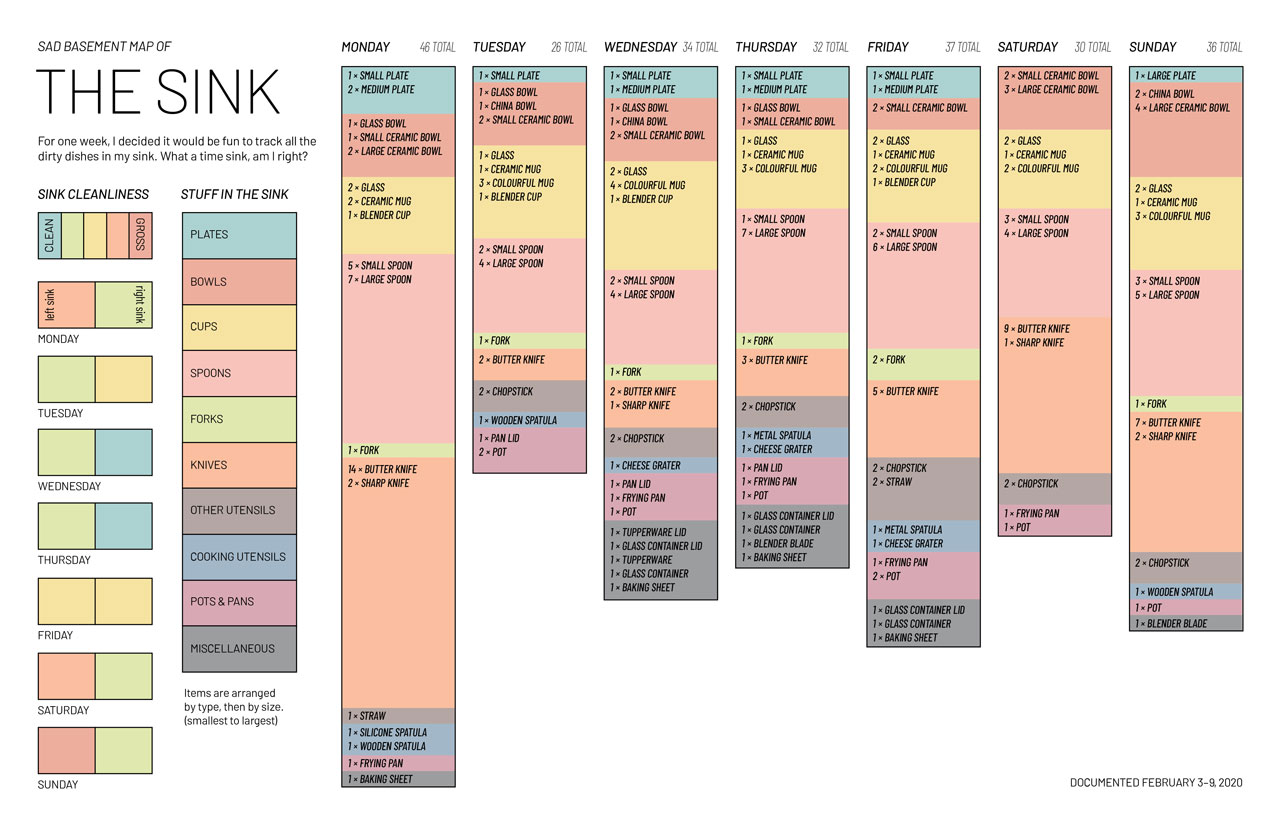 SAD BASEMENT MAP OF
THE SINK
For one week, I decided it would be fun to track all the
dirty dishes in my sink. What a time sink, am I right?
SINK CLEANLINESS
CLEAN
GROSS
left sink
right sink
MONDAY
TUESDAY
WEDNESDAY
THURSDAY
FRIDAY
SATURDAY
SUNDAY
STUFF IN THE SINK
PLATES
BOWLS
CUPS
SPOONS
FORKS
KNIVES
OTHER UTENSILS
COOKING UTENSILS
POTS & PANS
MISCELLANEOUS
Items are arranged
by type, then by size.
(smallest to largest)
MONDAY 46 TOTAL
1 × SMALL PLATE
2 × MEDIUM PLATE
1 × GLASS BOWL
1 × SMALL CERAMIC BOWL
2 × LARGE CERAMIC BOWL
2 × GLASS
2 × CERAMIC MUG
1 × BLENDER CUP
5 × SMALL SPOON
7 × LARGE SPOON
1 × FORK
14 × BUTTER KNIFE
2 × SHARP KNIFE
1 × STRAW
1 × SILICONE SPATULA
1 × WOODEN SPATULA
1 × FRYING PAN
1 × BAKING SHEET
TUESDAY 26 TOTAL
1 × SMALL PLATE
1 × GLASS BOWL
1 × CHINA BOWL
2 × SMALL CERAMIC BOWL
1 × GLASS
1 × CERAMIC MUG
3 × COLOURFUL MUG
1 × BLENDER CUP
2 × SMALL SPOON
4 × LARGE SPOON
1 × FORK
2 × BUTTER KNIFE
2 × CHOPSTICK
1 × WOODEN SPATULA
1 × PAN LID
2 × POT
WEDNESDAY 34 TOTAL
1 × SMALL PLATE
1 × MEDIUM PLATE
1 × GLASS BOWL
1 × CHINA BOWL
2 × SMALL CERAMIC BOWL
2 × GLASS
4 × COLOURFUL MUG
1 × BLENDER CUP
2 × SMALL SPOON
4 × LARGE SPOON
1 × FORK
2 × BUTTER KNIFE
1 × SHARP KNIFE
2 × CHOPSTICK
1 × CHEESE GRATER
1 × PAN LID
1 × FRYING PAN
1 × POT
1 × TUPPERWARE LID
1 × GLASS CONTAINER LID
1 × TUPPERWARE
1 × GLASS CONTAINER
1 × BAKING SHEET
THURSDAY 32 TOTAL
1 × SMALL PLATE
1 × MEDIUM PLATE
1 × GLASS BOWL
1 × SMALL CERAMIC BOWL
1 × GLASS
1 × CERAMIC MUG
3 × COLOURFUL MUG
1 × SMALL SPOON
7 × LARGE SPOON
1 × FORK
3 × BUTTER KNIFE
2 × CHOPSTICK
1 × METAL SPATULA
1 × CHEESE GRATER
1 × PAN LID
1 × FRYING PAN
1 × POT
1 × GLASS CONTAINER LID
1 × GLASS CONTAINER
1 × BLENDER BLADE
1 × BAKING SHEET
FRIDAY 37 TOTAL
1 × SMALL PLATE
1 × MEDIUM PLATE
2 × SMALL CERAMIC BOWL
2 × GLASS
1 × CERAMIC MUG
2 × COLOURFUL MUG
1 × BLENDER CUP
2 × SMALL SPOON
6 × LARGE SPOON
2 × FORK
5 × BUTTER KNIFE
2 × CHOPSTICK
2 × STRAW
1 × METAL SPATULA
1 × CHEESE GRATER
1 × FRYING PAN
2 × POT
1 × GLASS CONTAINER LID
1 × GLASS CONTAINER
1 × BAKING SHEET
SATURDAY 30 TOTAL
2 × SMALL CERAMIC BOWL
3 × LARGE CERAMIC BOWL
2 × GLASS
1 × CERAMIC MUG
2 × COLOURFUL MUG
3 × SMALL SPOON
4 × LARGE SPOON
9 × BUTTER KNIFE
1 × SHARP KNIFE
2 × CHOPSTICK
1 × FRYING PAN
1 × POT
SUNDAY 36 TOTAL
1 × LARGE PLATE
2 × CHINA BOWL
4 × LARGE CERAMIC BOWL
2 × GLASS
1 × CERAMIC MUG
3 × COLOURFUL MUG
3 × SMALL SPOON
5 × LARGE SPOON
1 × FORK
7 × BUTTER KNIFE
2 × SHARP KNIFE
2 × CHOPSTICK
1 × WOODEN SPATULA
1 × POT
1 × BLENDER BLADE
DOCUMENTED FEBRUARY 3–9, 2020